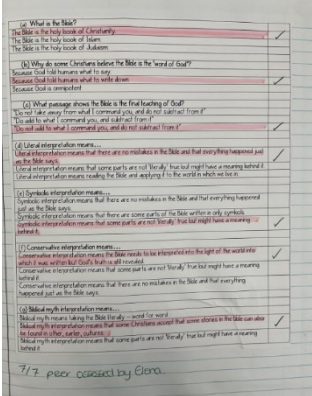 (a) What is the Bible?
The Bible is the holy book of Christianity
The Bible is the holy book of Islam
The Bible is the holy book of Judaism
(b) Why do some Christians believe the Bible is the 'word of God'?
Because God told humans what to say
Because God told humans what to write down
Because God is omnipotent
(c) What passage shows the Bible is the final teaching of God?
"Do not take away from what I command you, and do not subtract from it"
"Do add to what I command you, and subtract from it"
"Do not add to what I command you, and do not subtract from it"
(d) Literal interpretation means...
Literal interpretation means that there are no mistakes in the Bible and that everything happened just
as the Bible says.
Literal interpretation means that some parts are not 'literally' true but might have a meaning behind it
Literal interpretation means reading the Bible and applying it to the world in which we live in
(e) Symbolic interpretation means...
Symbolic interpretation means that there are no mistakes in the Bible and that everything happened
just as the Bible says.
Symbolic interpretation means that there are some parts of the Bible written in only symbols
Symbolic interpretation means that some parts are not 'literally' true but might have a meaning
behind it
(f) Conservative interpretation means...
Conservative interpretation means the Bible needs to be interpreted into the light of the world into
which it was written but God's truth is still revealed
Conservative interpretation means that some parts are not 'literally' true but might have a meaning
behind it
Conservative interpretation means that there are no mistakes in the Bible and that everything
happened just as the Bible says.
(g) Biblical myth interpretation means...
Biblical myth means taking the Bible literally – word for word
Biblical myth interpretation means that some Christians accept that some stories in the Bible can also
be found in other, earlier, cultures
Biblical myth interpretation means that some parts are not 'literally' true but might have a meaning
behind it
7/7 peer assessed by Elena